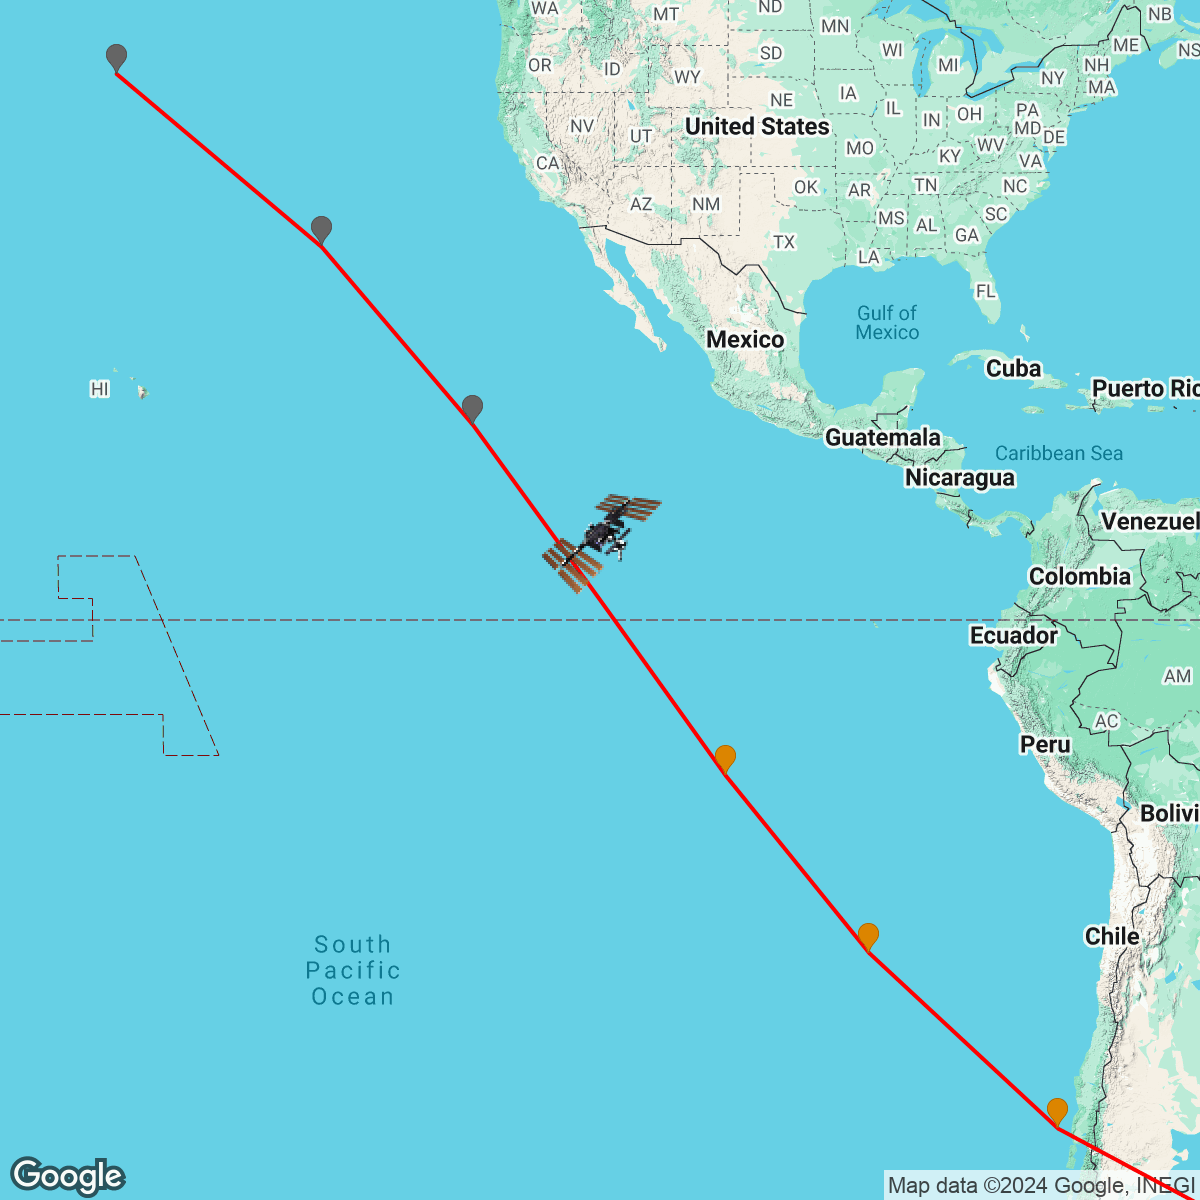 WA
MT
ND
MN
NB
OR
ID
WY
SD
WI
MI
ME
NS
NH
NY
MA
NE
IA
IL
IN
OH
PA
MD
DE
NV
UT
United States
CA
MO
KY
WV
VA
AZ
NM
OK
AR
TN
NC
MS
AL
SC
GA
TX
LA
FL
Gulf of
Mexico
Mexico
Cuba
HI
Puerto Ric
Guatemala
Caribbean Sea
Nicaragua
Venezuel
Colombia
Ecuador
AM
AC
Peru
Bolivi
Chile
South
Pacific
Ocean
Google
Map data ©2024 Google, INEGI